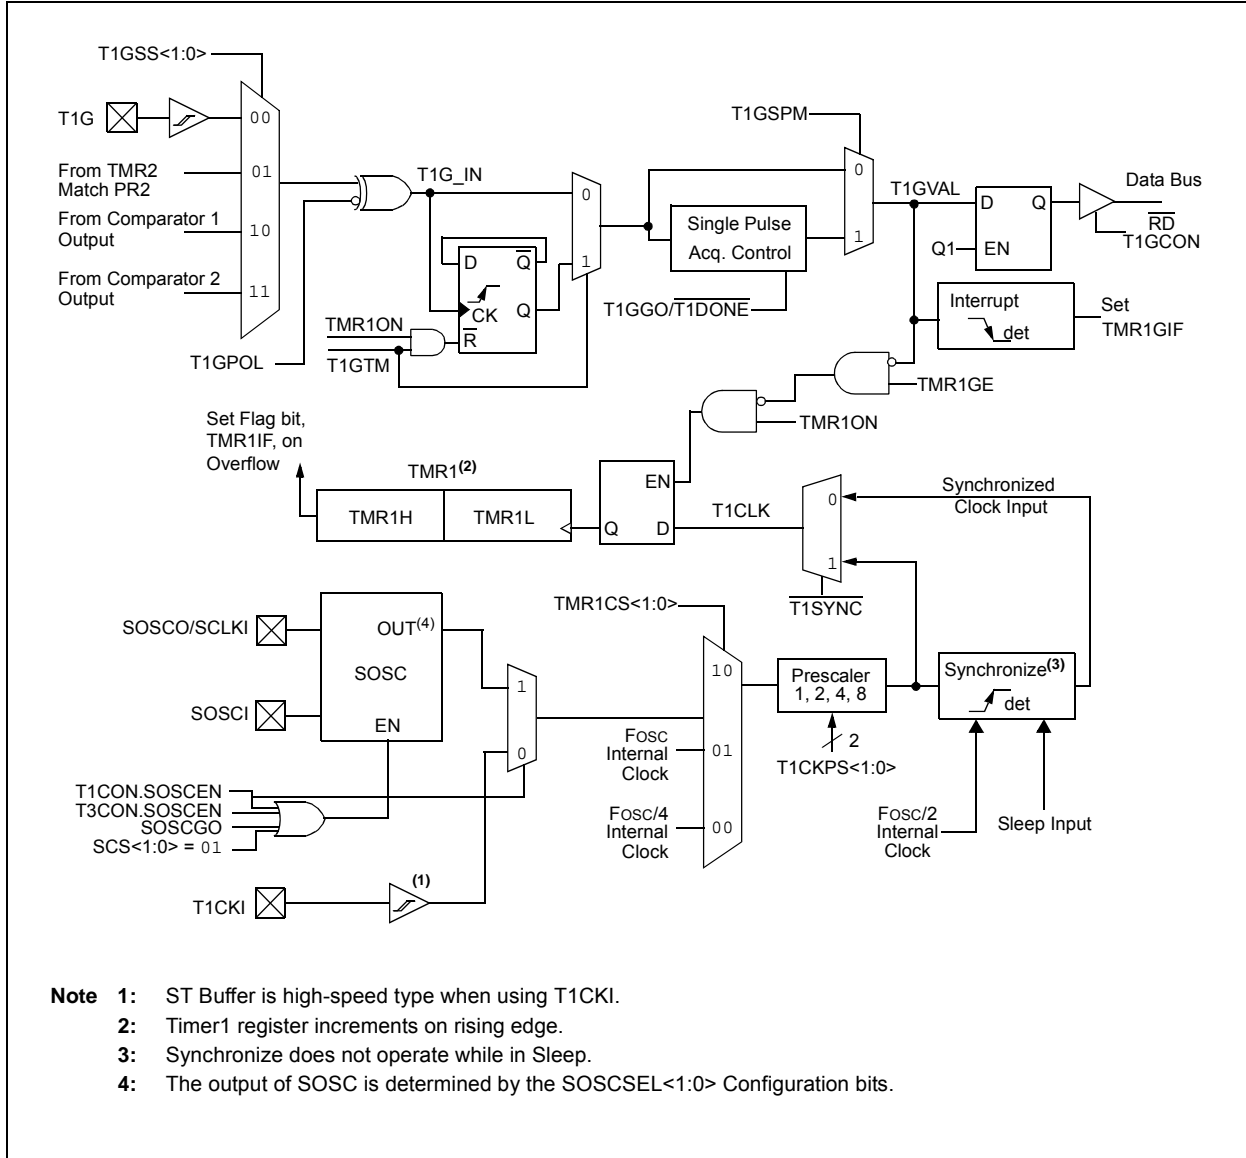 T1GSS<1:0>
T1G
00
From TMR2
Match PR2
01
From Comparator 1
Output
10
From Comparator 2
Output
11
T1GPOL
T1G_IN
D
Q
CK
Q
R
TMR1ON
T1GTM
0
1
T1GSPM
Single Pulse
Acq. Control
T1GGO/T1DONE
0
1
T1GVAL
D
Q
Q1
EN
Data Bus
RD
T1GCON
Interrupt
det
Set
TMR1GIF
TMR1GE
TMR1ON
Set Flag bit,
TMR1IF, on
Overflow
TMR1(2)
TMR1H
TMR1L
EN
Q
D
T1CLK
0
1
T1SYNC
Synchronized
Clock Input
SOSCO/SCLKI
OUT(4)
SOSC
SOSCI
EN
T1CON.SOSCEN
T3CON.SOSCEN
SOSCGO
SCS<1:0> = 01
T1CKI
(1)
1
0
TMR1CS<1:0>
10
FOSC
Internal
Clock
01
FOSC/4
Internal
Clock
00
Prescaler
1, 2, 4, 8
2
T1CKPS<1:0>
Synchronize(3)
det
FOSC/2
Internal
Clock
Sleep Input
Note 1: ST Buffer is high-speed type when using T1CKI.
2: Timer1 register increments on rising edge.
3: Synchronize does not operate while in Sleep.
4: The output of SOSC is determined by the SOSCSEL<1:0> Configuration bits.